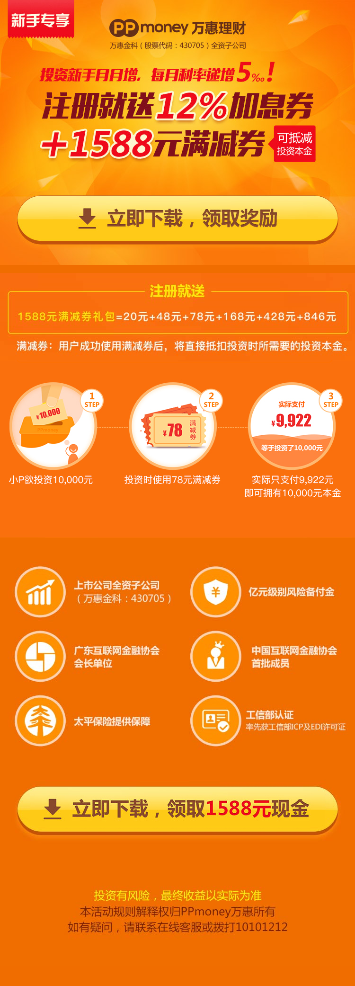 新手专享
PPmoney 万惠理财
万惠金科（股票代码：430705）全资子公司
投资新手月月增，每月利率递增5‰！
注册就送12%加息券
+1588元满减券
可抵减
投资本金
立即下载，领取奖励
注册就送
1588元满减券礼包=20元+48元+78元+168元+428元+846元
满减券：用户成功使用满减券后，将直接抵扣投资时所需要的投资本金。
1
STEP
¥10,000
小P欲投资10,000元
2
STEP
¥78
满减券
投资时使用78元满减券
3
STEP
实际支付
¥9,922
等于投资了10,000元
实际只支付9,922元
即可拥有10,000元本金
上市公司全资子公司
（万惠金科：430705）
亿元级别风险备付金
广东互联网金融协会
会长单位
中国互联网金融协会
首批成员
太平保险提供保障
工信部认证
率先获工信部ICP及EDI许可证
立即下载，领取1588元现金
投资有风险，最终收益以实际为准
本活动规则解释权归PPmoney万惠所有
如有疑问，请联系在线客服或拨打10101212